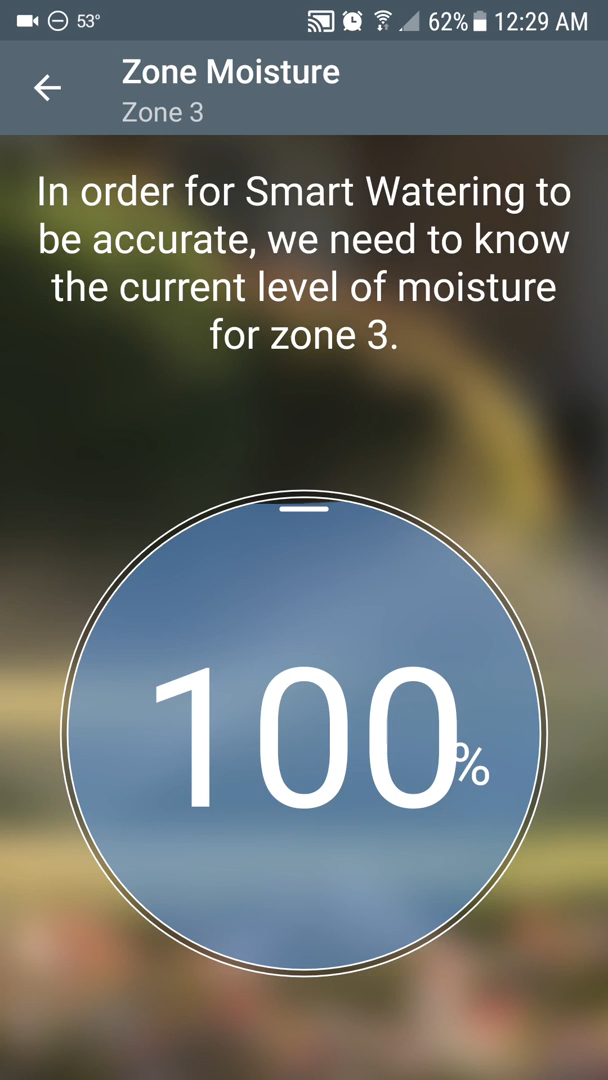 53° 62% 12:29 AM
Zone Moisture
Zone 3
In order for Smart Watering to
be accurate, we need to know
the current level of moisture
for zone 3.
100%